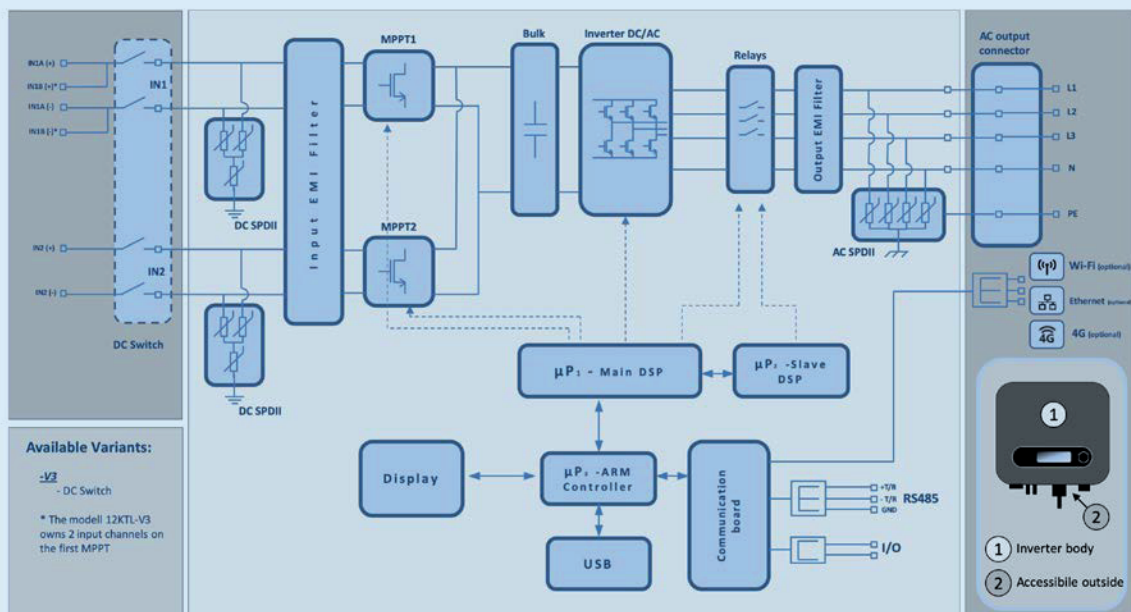 MPPT1
Bulk
Inverter DC/AC
Relays
AC output
connector
IN1A (+)
IN1B (+)*
IN1A (-)
IN1B (-)*
IN1
Input EMI Filter
Output EMI Filter
L1
L2
L3
N
PE
DC SPDII
MPPT2
AC SPDII
IN2 (+)
IN2
IN2 (-)
DC Switch
DC SPDII
Wi-Fi (optional)
Ethernet (optional)
4G
4G (optional)
µP₁ - Main DSP
µP₂ -Slave
DSP
Available Variants:
-V3
- DC Switch
* The modell 12KTL-V3
owns 2 input channels on
the first MPPT
Display
-ARM
Controller
USB
Communication
board
+T/R
- T/R
GND
RS485
I/O
1
2
1 Inverter body
2 Accessibile outside